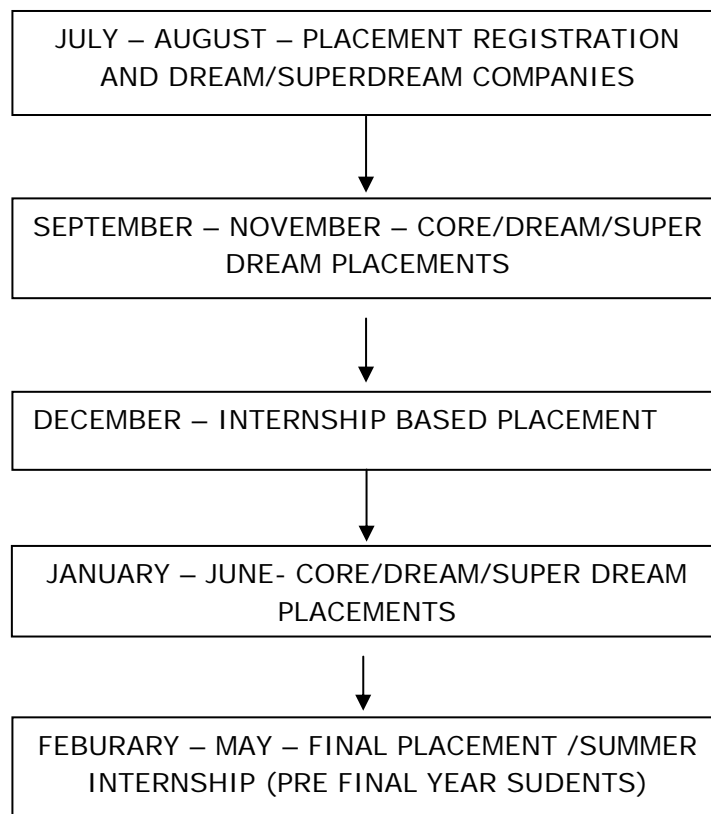 JULY – AUGUST – PLACEMENT REGISTRATION
AND DREAM/SUPERDREAM COMPANIES
SEPTEMBER – NOVEMBER – CORE/DREAM/SUPER
DREAM PLACEMENTS
DECEMBER – INTERNSHIP BASED PLACEMENT
JANUARY – JUNE- CORE/DREAM/SUPER DREAM
PLACEMENTS
FEBURARY – MAY – FINAL PLACEMENT /SUMMER
INTERNSHIP (PRE FINAL YEAR SUDENTS)